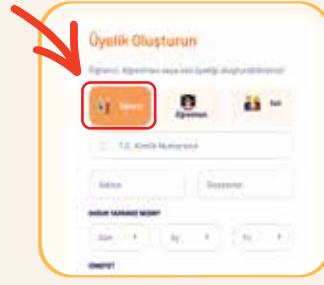 Üyelik Oluşturun
Öğrenci, öğretmen veya veli üyeliği oluşturabilirsiniz!
Öğrenci
Öğretmen
Veli
T.C. Kimlik Numaranız
Adınız
Soyadınız
DOĞUM TARİHİNİZ NEDİR?
Gün
Ay
Yıl
CİNSİYET